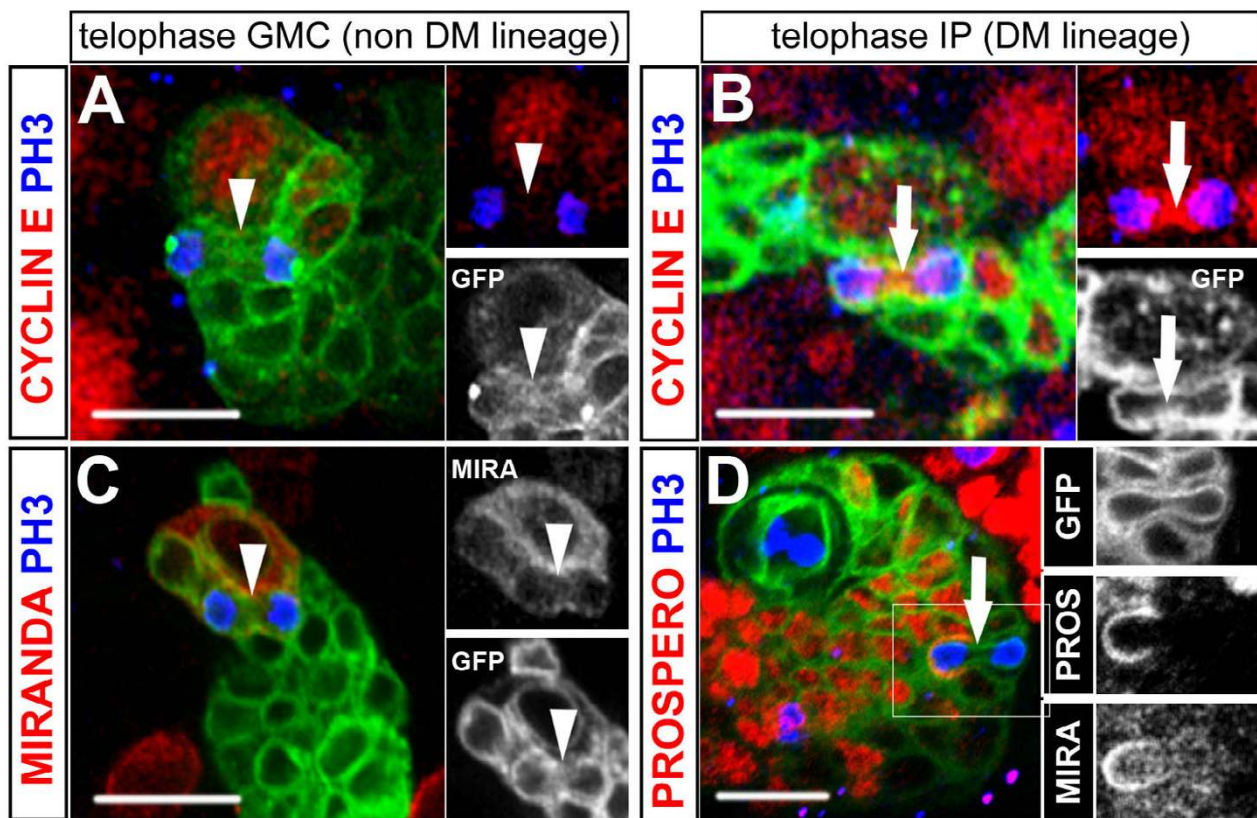 telophase GMC (non DM lineage)
telophase IP (DM lineage)
CYCLIN E PH3
A
GFP
CYCLIN E PH3
B
GFP
MIRANDA PH3
C
MIRA
GFP
PROSPERO PH3
D
GFP
PROS
MIRA